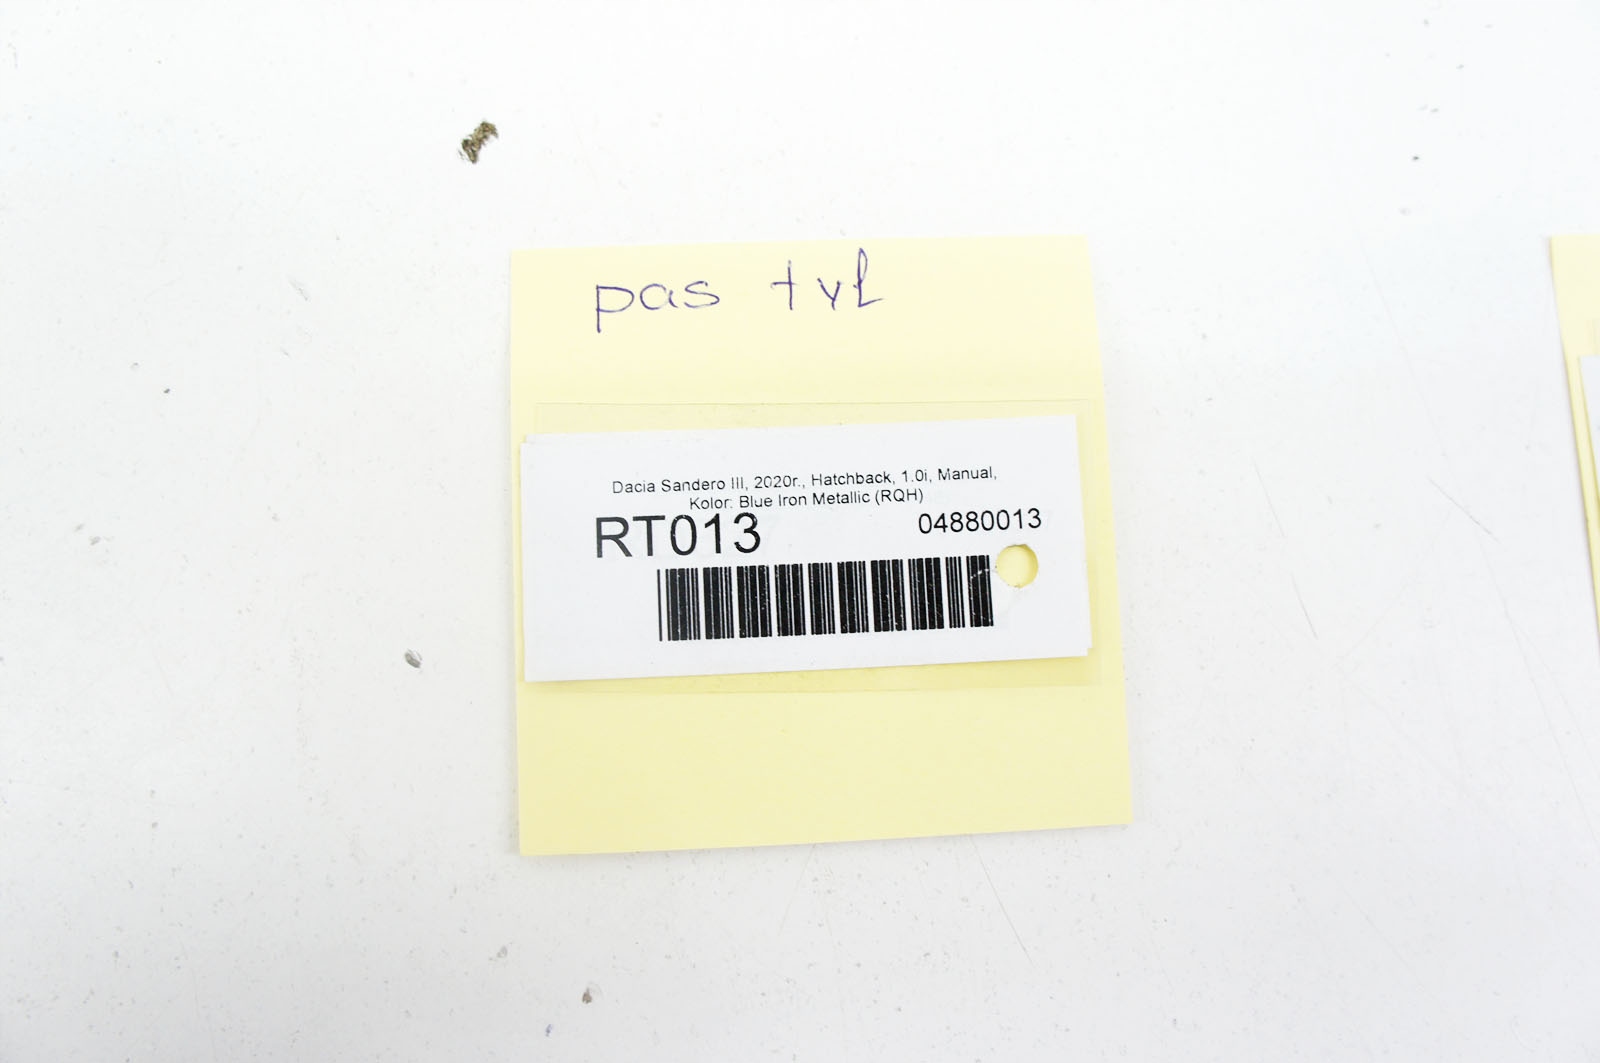 pas tył
Dacia Sandero III, 2020r., Hatchback, 1.0i, Manual,
Kolor: Blue Iron Metallic (RQH)
RT013
04880013